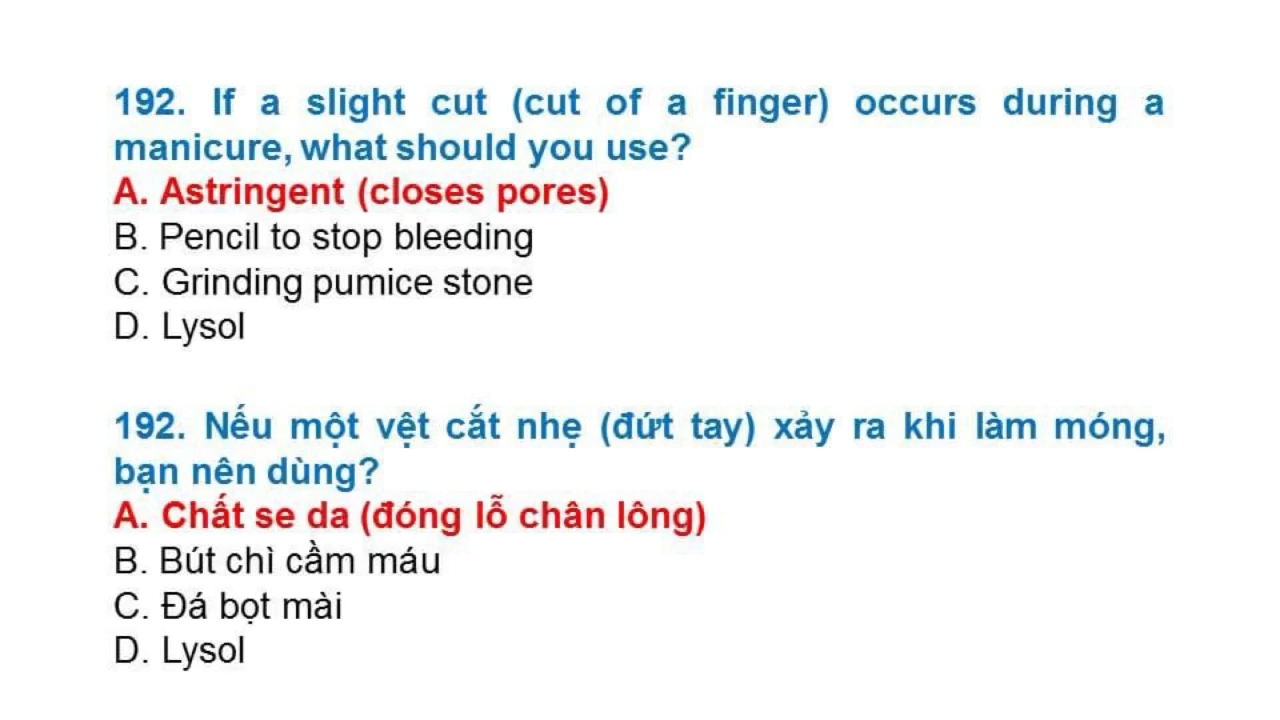 192. If a slight cut (cut of a finger) occurs during a
manicure, what should you use?
A. Astringent (closes pores)
B. Pencil to stop bleeding
C. Grinding pumice stone
D. Lysol
192. Nếu một vệt cắt nhẹ (đứt tay) xảy ra khi làm móng,
bạn nên dùng?
A. Chất se da (đóng lỗ chân lông)
B. Bút chì cầm máu
C. Đá bọt mài
D. Lysol